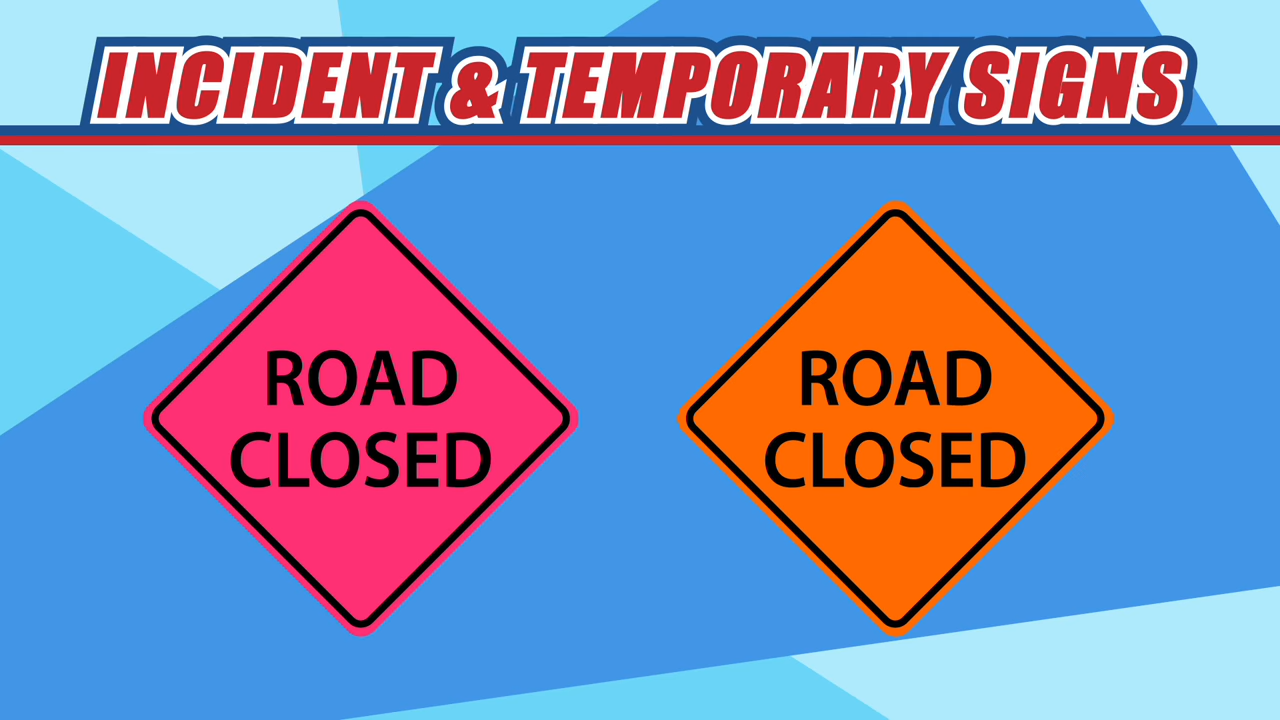 INCIDENT & TEMPORARY SIGNS
ROAD
CLOSED
ROAD
CLOSED